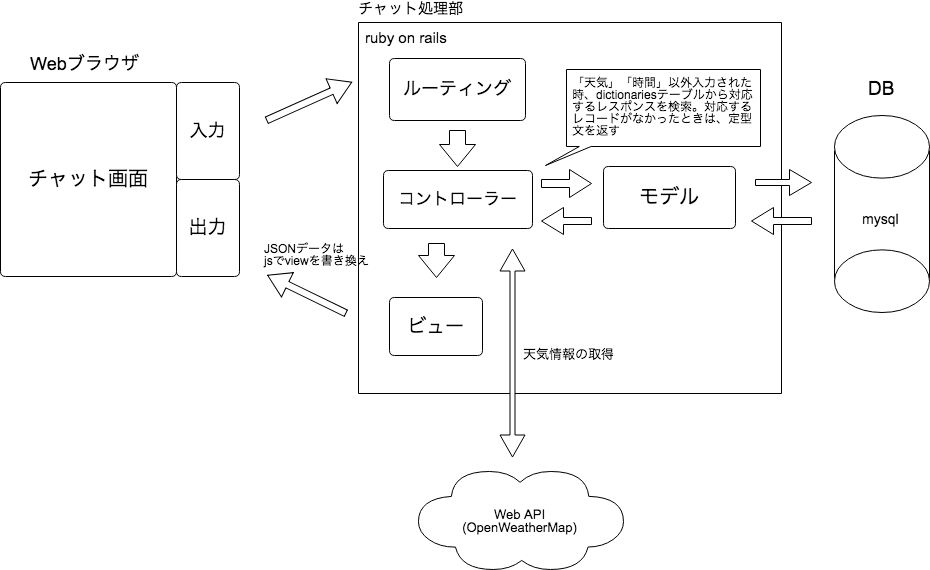 チャット処理部
ruby on rails
Webブラウザ
チャット画面
入力
出力
ルーティング
「天気」「時間」以外入力された
時、dictionariesテーブルから対応
するレスポンスを検索。対応する
レコードがなかったときは、定型
文を返す
コントローラー
モデル
DB
mysql
JSONデータは
jsでviewを書き換え
ビュー
天気情報の取得
Web API
(OpenWeatherMap)